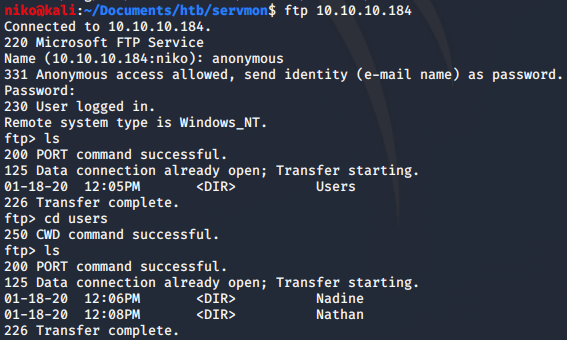 niko@kali:~/Documents/htb/servmon$ ftp 10.10.10.184
Connected to 10.10.10.184.
220 Microsoft FTP Service
Name (10.10.10.184:niko): anonymous
331 Anonymous access allowed, send identity (e-mail name) as password.
Password:
230 User logged in.
Remote system type is Windows_NT.
ftp> ls
200 PORT command successful.
125 Data connection already open; Transfer starting.
01-18-20  12:05PM       <DIR>          Users
226 Transfer complete.
ftp> cd users
250 CWD command successful.
ftp> ls
200 PORT command successful.
125 Data connection already open; Transfer starting.
01-18-20  12:06PM       <DIR>          Nadine
01-18-20  12:08PM       <DIR>          Nathan
226 Transfer complete.